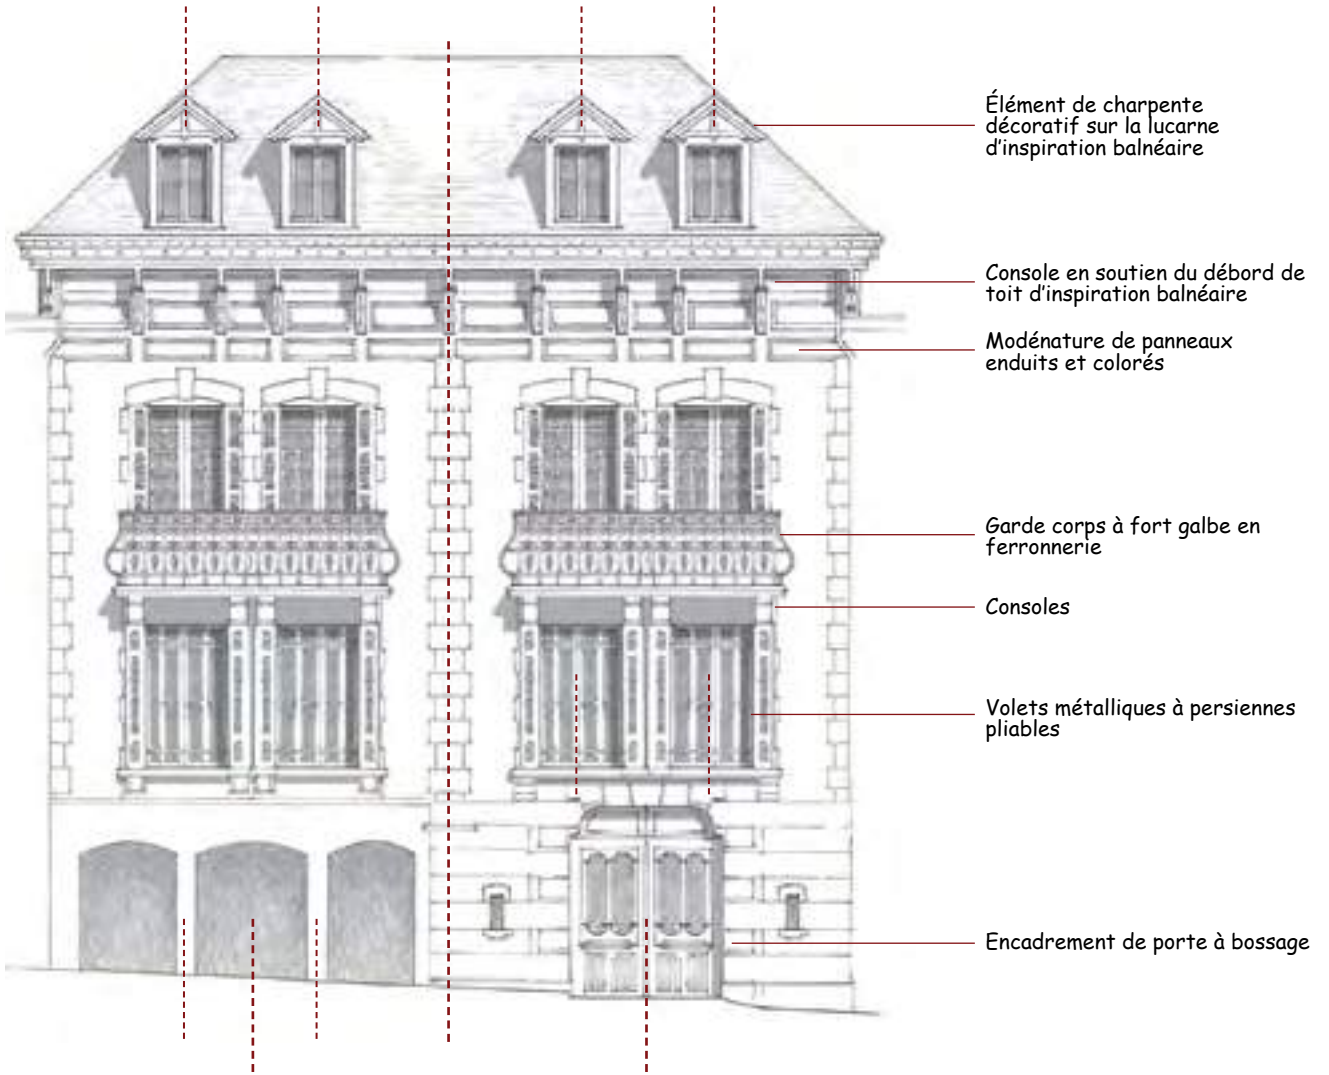 Élément de charpente
décoratif sur la lucarne
d'inspiration balnéaire
Console en soutien du débord de
toit d'inspiration balnéaire
Modénature de panneaux
enduits et colorés
Garde corps à fort galbe en
ferronnerie
Consoles
Volets métalliques à persiennes
pliables
Encadrement de porte à bossage